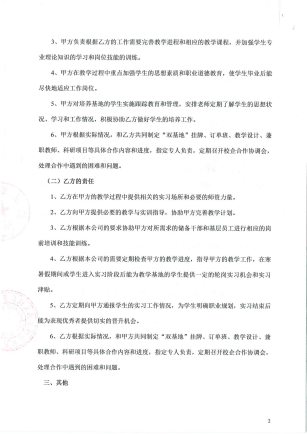 3、甲方负责根据乙方的工作需要完善教学进程和相应的教学课程，并加强学生专
业理论知识的学习和岗位技能的训练。
4、甲方在教学过程中重点加强学生的思想素质和职业道德教育，使学生毕业后能
尽快地适应工作岗位。
5、甲方对培养基地的学生实施跟踪教育和管理。安排老师定期了解学生的思想状
况、学习和工作情况，积极协助乙方做好学生的培养工作。
6、甲方根据实际情况，和乙方共同制定“双基地”挂牌、订单班、教学设计、兼
职教师、科研项目等具体合作内容和进度，指定专人负责，定期召开校企合作协调会，
处理合作中遇到的困难和问题。
（二）乙方的责任
1、乙方在甲方的教学过程中提供相关的实习场所和必要的师值力量。
2、乙方向甲方提供必要的教学与实训指导，协助甲方完善教学计划。
3、乙方根据本公司的要求协助甲方对所需求的储备干部和基层员工进行相应的岗
前培训和技能训练。
4、乙方根据本公司的需要定期检查甲方的教学进度，指导甲方的教学工作，在寒
暑假期间或学生进入实习阶段后能为教学基地的学生提供一定的轮岗实习机会和实习
津贴。
5、乙方定期向甲方通报学生的实习工作情况，为学生明确职业规划，实习结束后
能为表现优秀者提供切实的晋升机会。
6、乙方根据实际情况，和甲方共同制定“双基地”挂牌、订单班、教学设计、兼
职教师、科研项目等具体合作内容和进度，指定专人负责，定期召开校企合作协调会，
处理合作中遇到的困难和问题。
三、其他
2